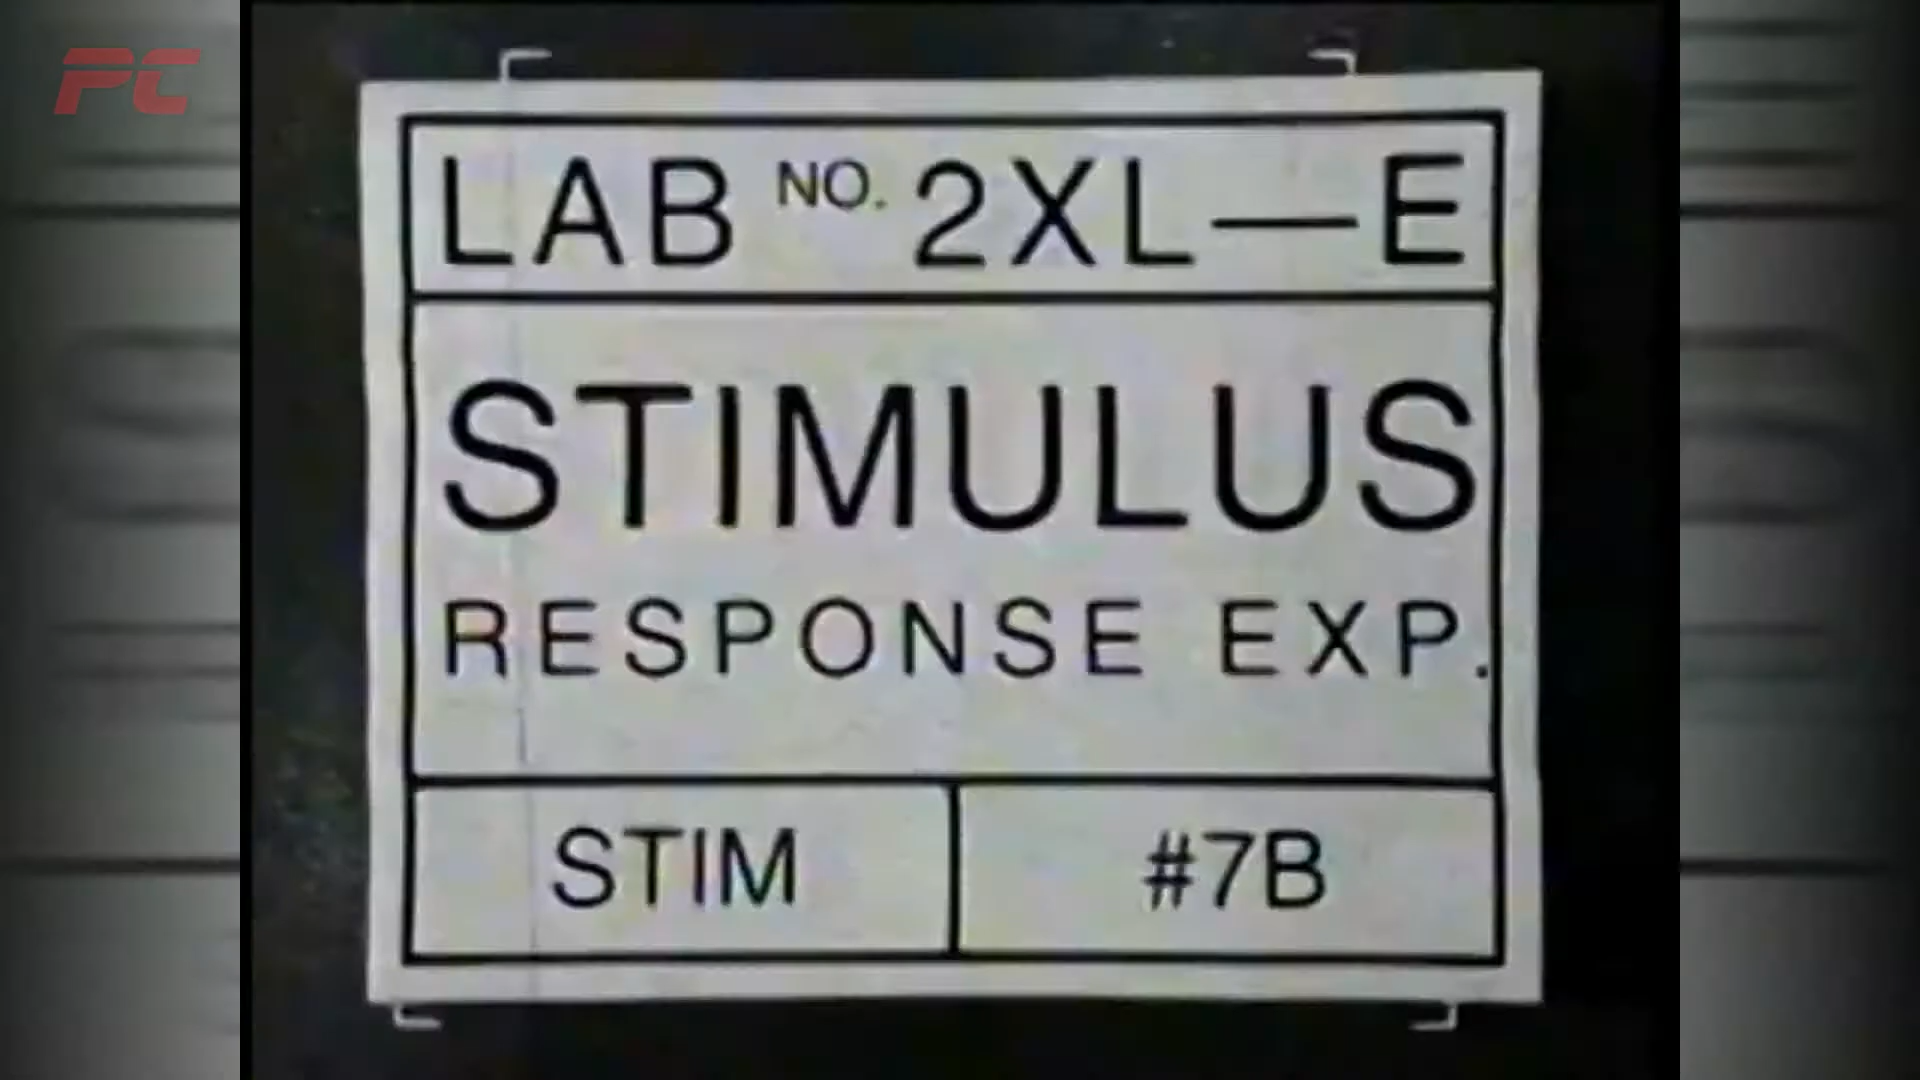 PC
LAB NO. 2XL—E
STIMULUS
RESPONSE EXP.
STIM
#7B